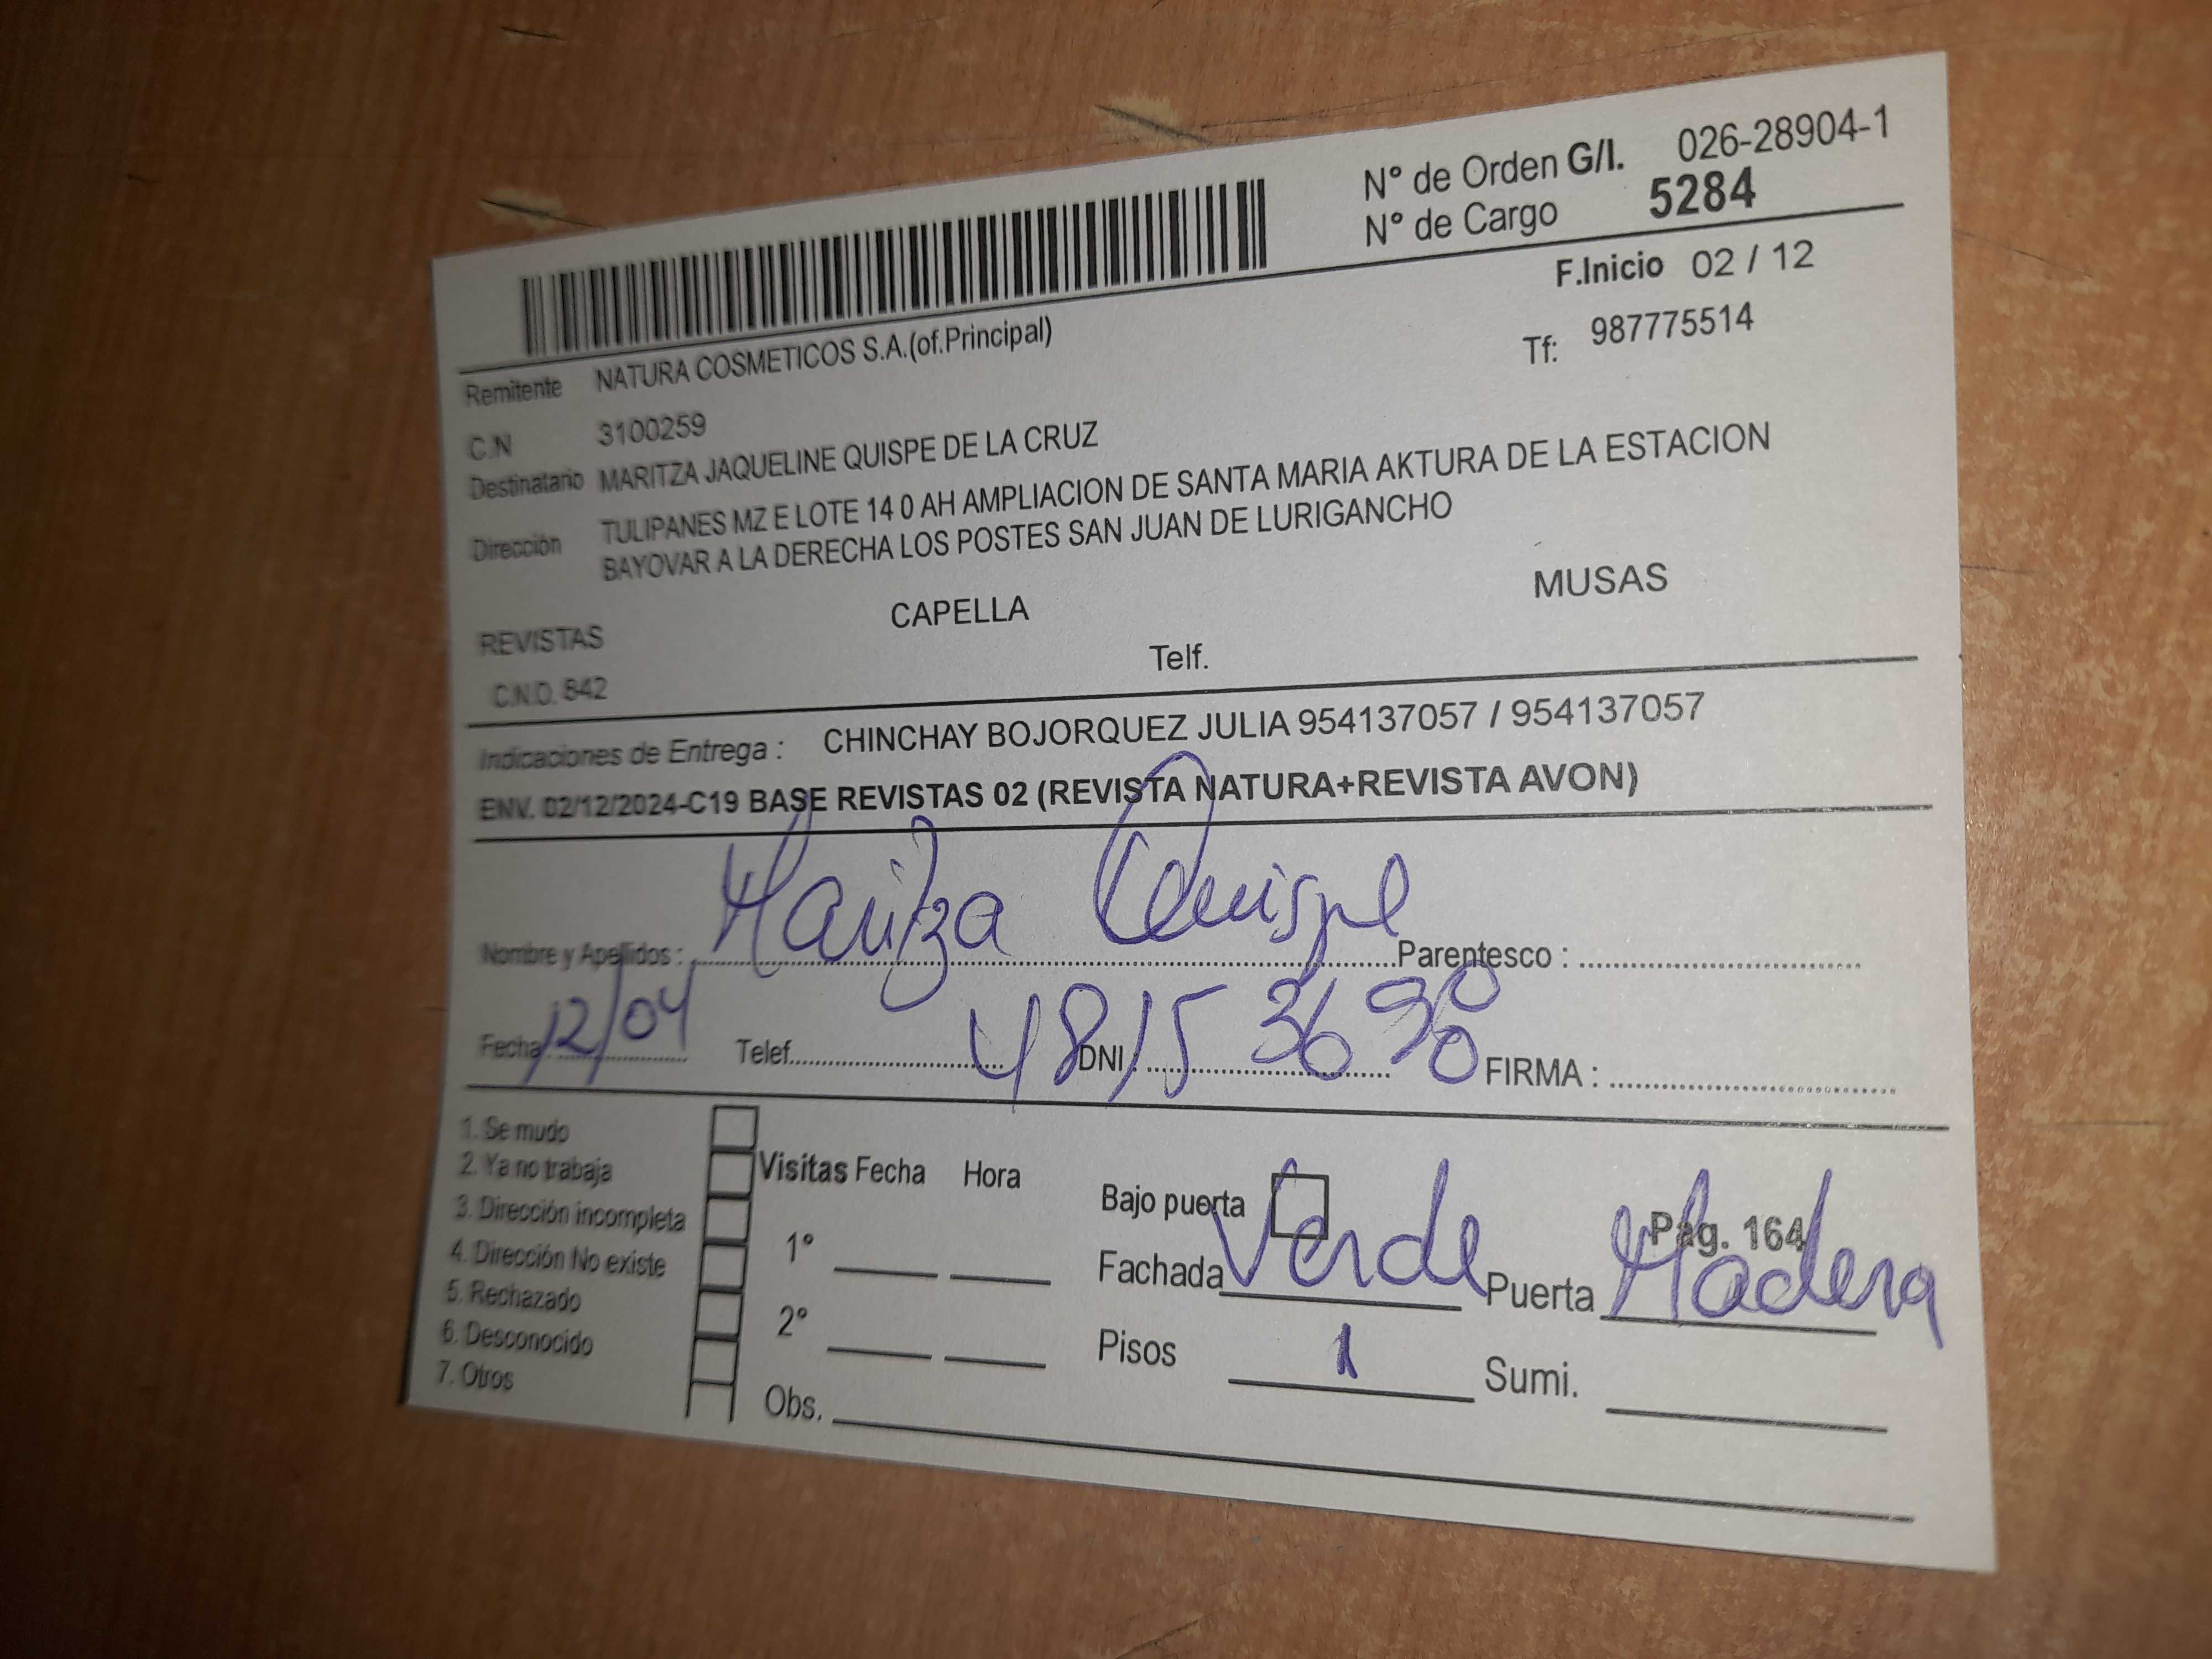 N° de Orden G/I. 026-28904-1
N° de Cargo 5284
F.Inicio 02 / 12
Remitente NATURA COSMETICOS S.A.(of.Principal)
Tf: 987775514
C.N 3100259
Destinatario MARITZA JAQUELINE QUISPE DE LA CRUZ
Dirección TULIPANES MZ E LOTE 14 0 AH AMPLIACION DE SANTA MARIA AKTURA DE LA ESTACION
BAYOVAR A LA DERECHA LOS POSTES SAN JUAN DE LURIGANCHO
REVISTAS CAPELLA MUSAS
C.N.D. 842 Telf.
Indicaciones de Entrega : CHINCHAY BOJORQUEZ JULIA 954137057 / 954137057
ENV. 02/12/2024-C19 BASE REVISTAS 02 (REVISTA NATURA+REVISTA AVON)
Nombre y Apellidos : Maritza Quispe Parentesco :
Fecha 12/04 Telef. DNI : FIRMA :
1. Se mudo
2. Ya no trabaja
3. Dirección incompleta
4. Dirección No existe
5. Rechazado
6. Desconocido
7. Otros
Visitas Fecha Hora
1°
2°
Obs.
Bajo puerta
Pag. 164
Fachada Verde Puerta Madera
Pisos 1 Sumi.